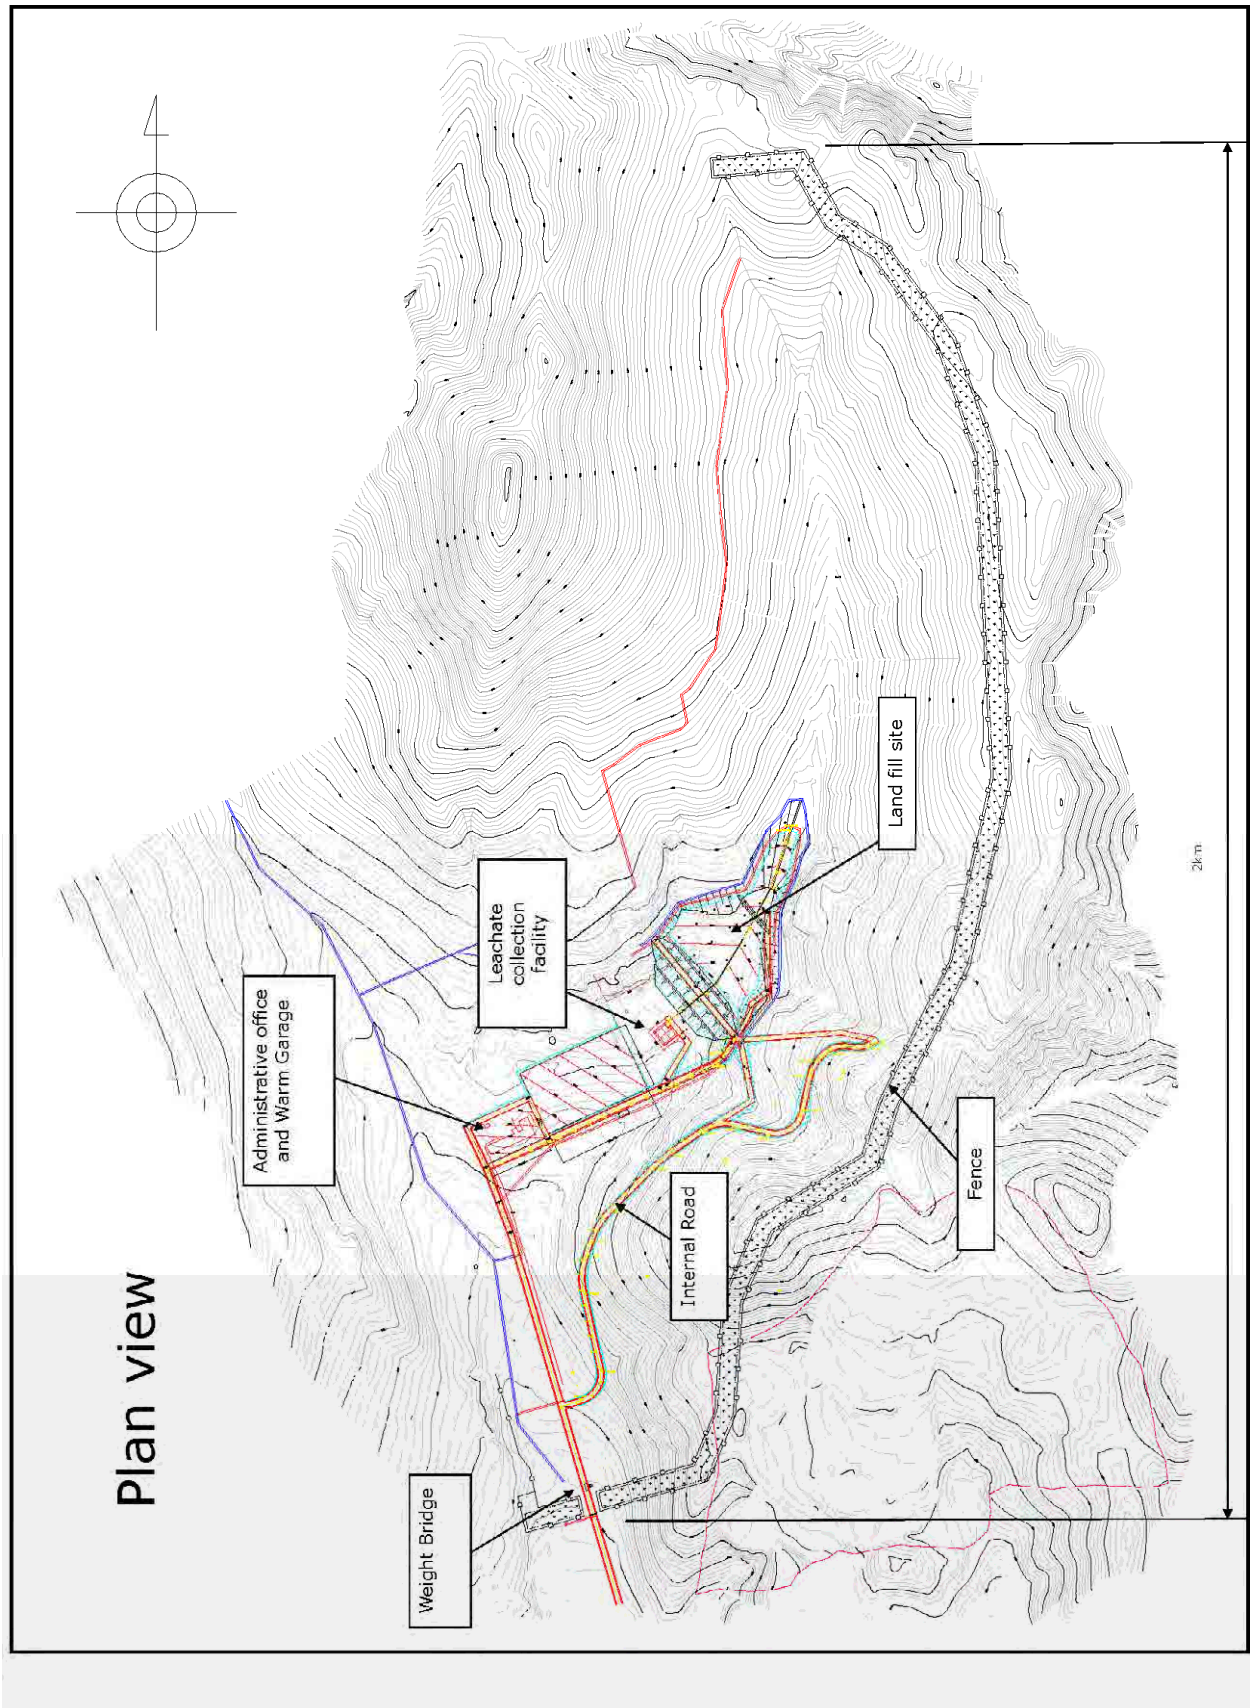 Plan view
Administrative office
and Warm Garage
Leachate
collection
facility
Weight Bridge
Internal Road
Land fill site
Fence
2km